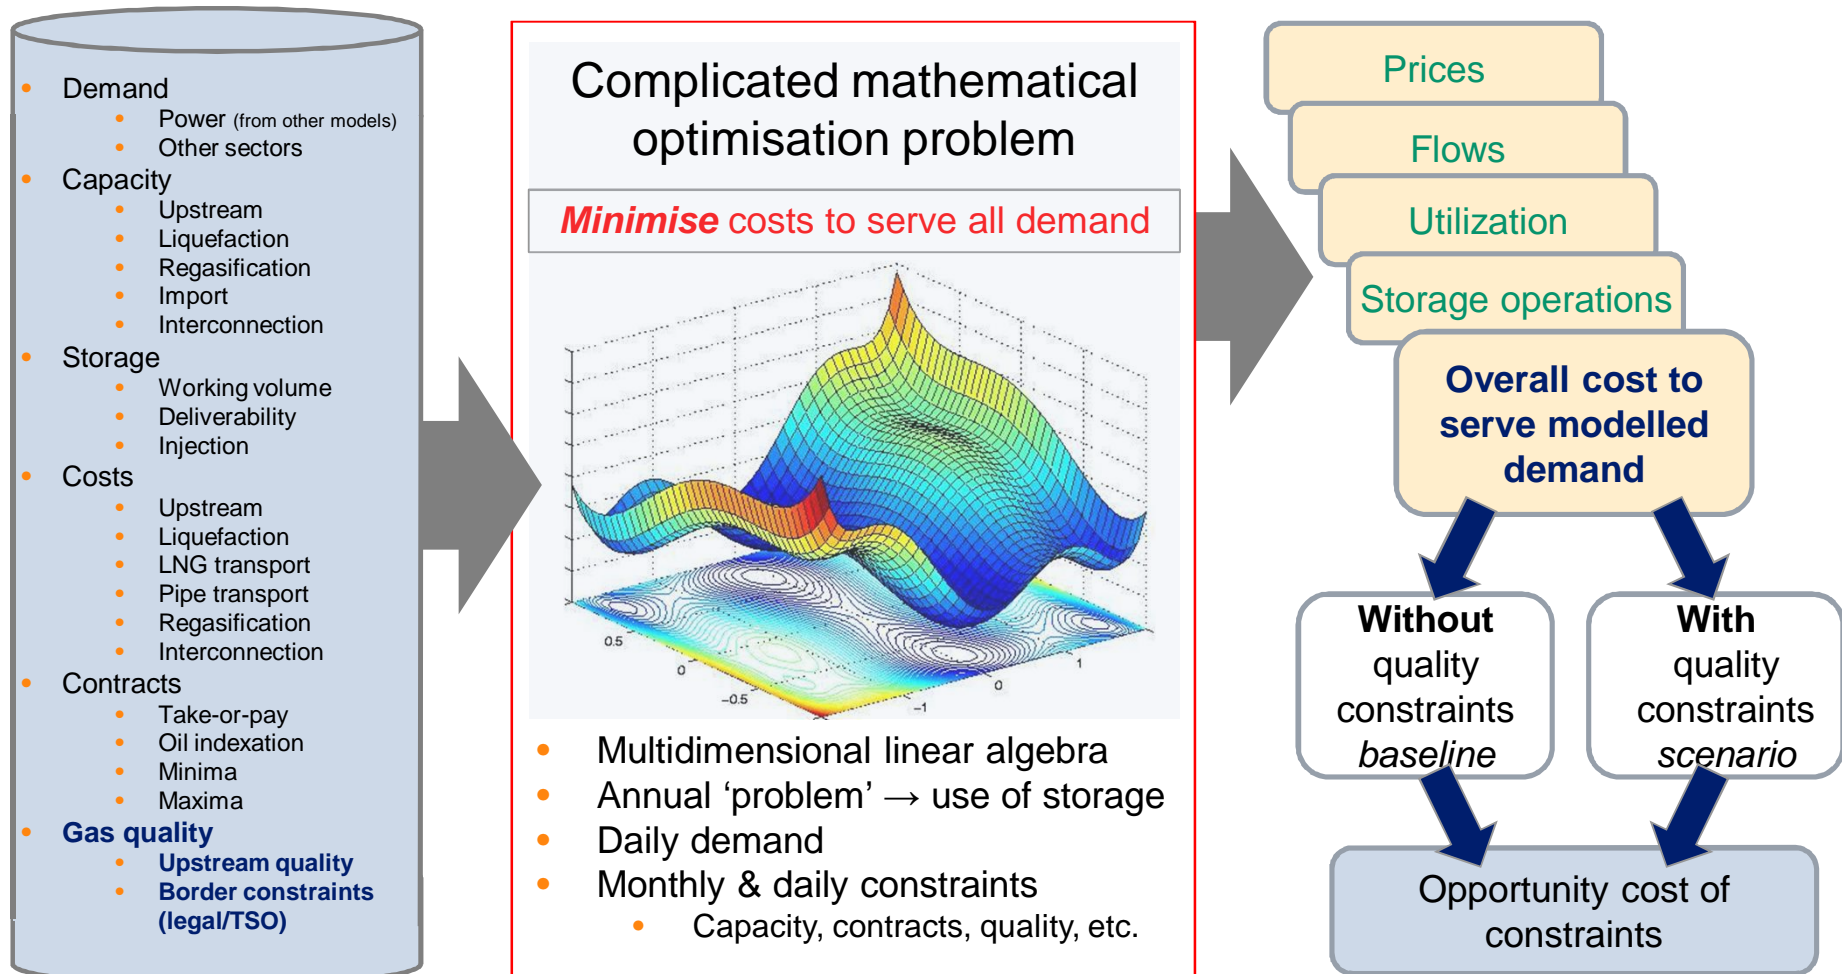 Demand
Power (from other models)
Other sectors
Capacity
Upstream
Liquefaction
Regasification
Import
Interconnection
Storage
Working volume
Deliverability
Injection
Costs
Upstream
Liquefaction
LNG transport
Pipe transport
Regasification
Interconnection
Contracts
Take-or-pay
Oil indexation
Minima
Maxima
Gas quality
Upstream quality
Border constraints
(legal/TSO)
Complicated mathematical
optimisation problem
Minimise costs to serve all demand
0.5
0
-0.5
-1
0
1
Multidimensional linear algebra
Annual ‘problem’ → use of storage
Daily demand
Monthly & daily constraints
Capacity, contracts, quality, etc.
Prices
Flows
Utilization
Storage operations
Overall cost to
serve modelled
demand
Without
quality
constraints
baseline
With
quality
constraints
scenario
Opportunity cost of
constraints